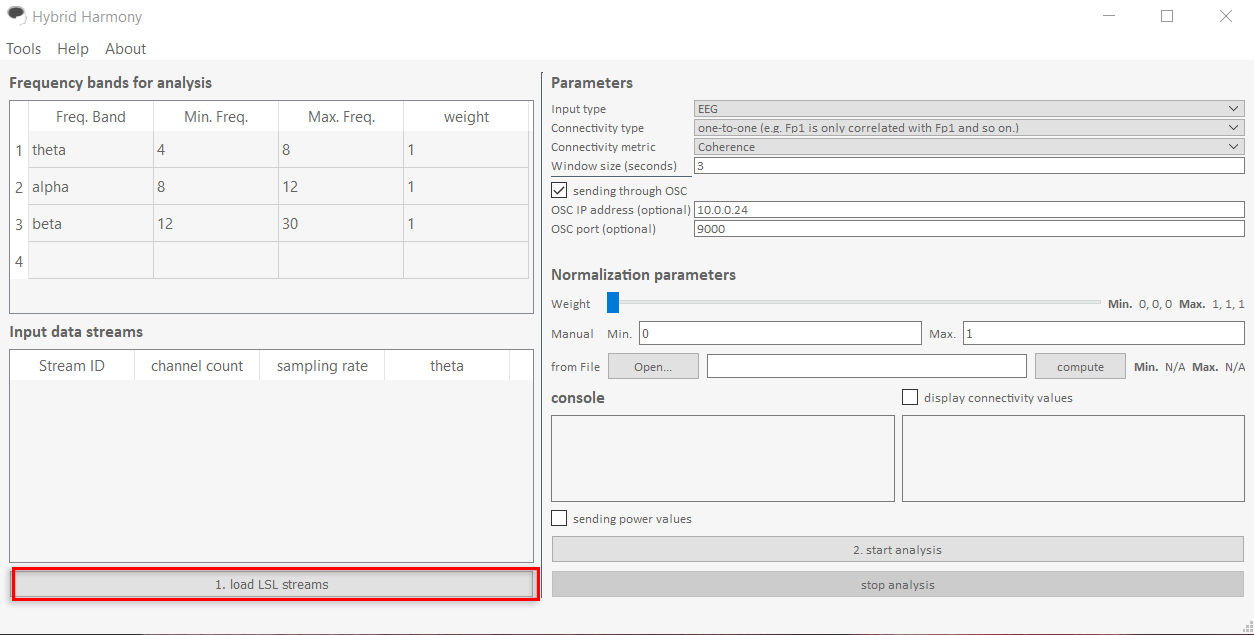 Hybrid Harmony
Tools Help About
Frequency bands for analysis
Freq. Band Min. Freq. Max. Freq. weight
1 theta 4 8 1
2 alpha 8 12 1
3 beta 12 30 1
4
Input data streams
Stream ID channel count sampling rate theta
1. load LSL streams
Parameters
Input type EEG
Connectivity type one-to-one (e.g. Fp1 is only correlated with Fp1 and so on.)
Connectivity metric Coherence
Window size (seconds) 3
sending through OSC
OSC IP address (optional) 10.0.0.24
OSC port (optional) 9000
Normalization parameters
Weight Min. 0, 0, 0 Max. 1, 1, 1
Manual Min. 0 Max. 1
from File Open... compute Min. N/A Max. N/A
console display connectivity values
sending power values
2. start analysis
stop analysis